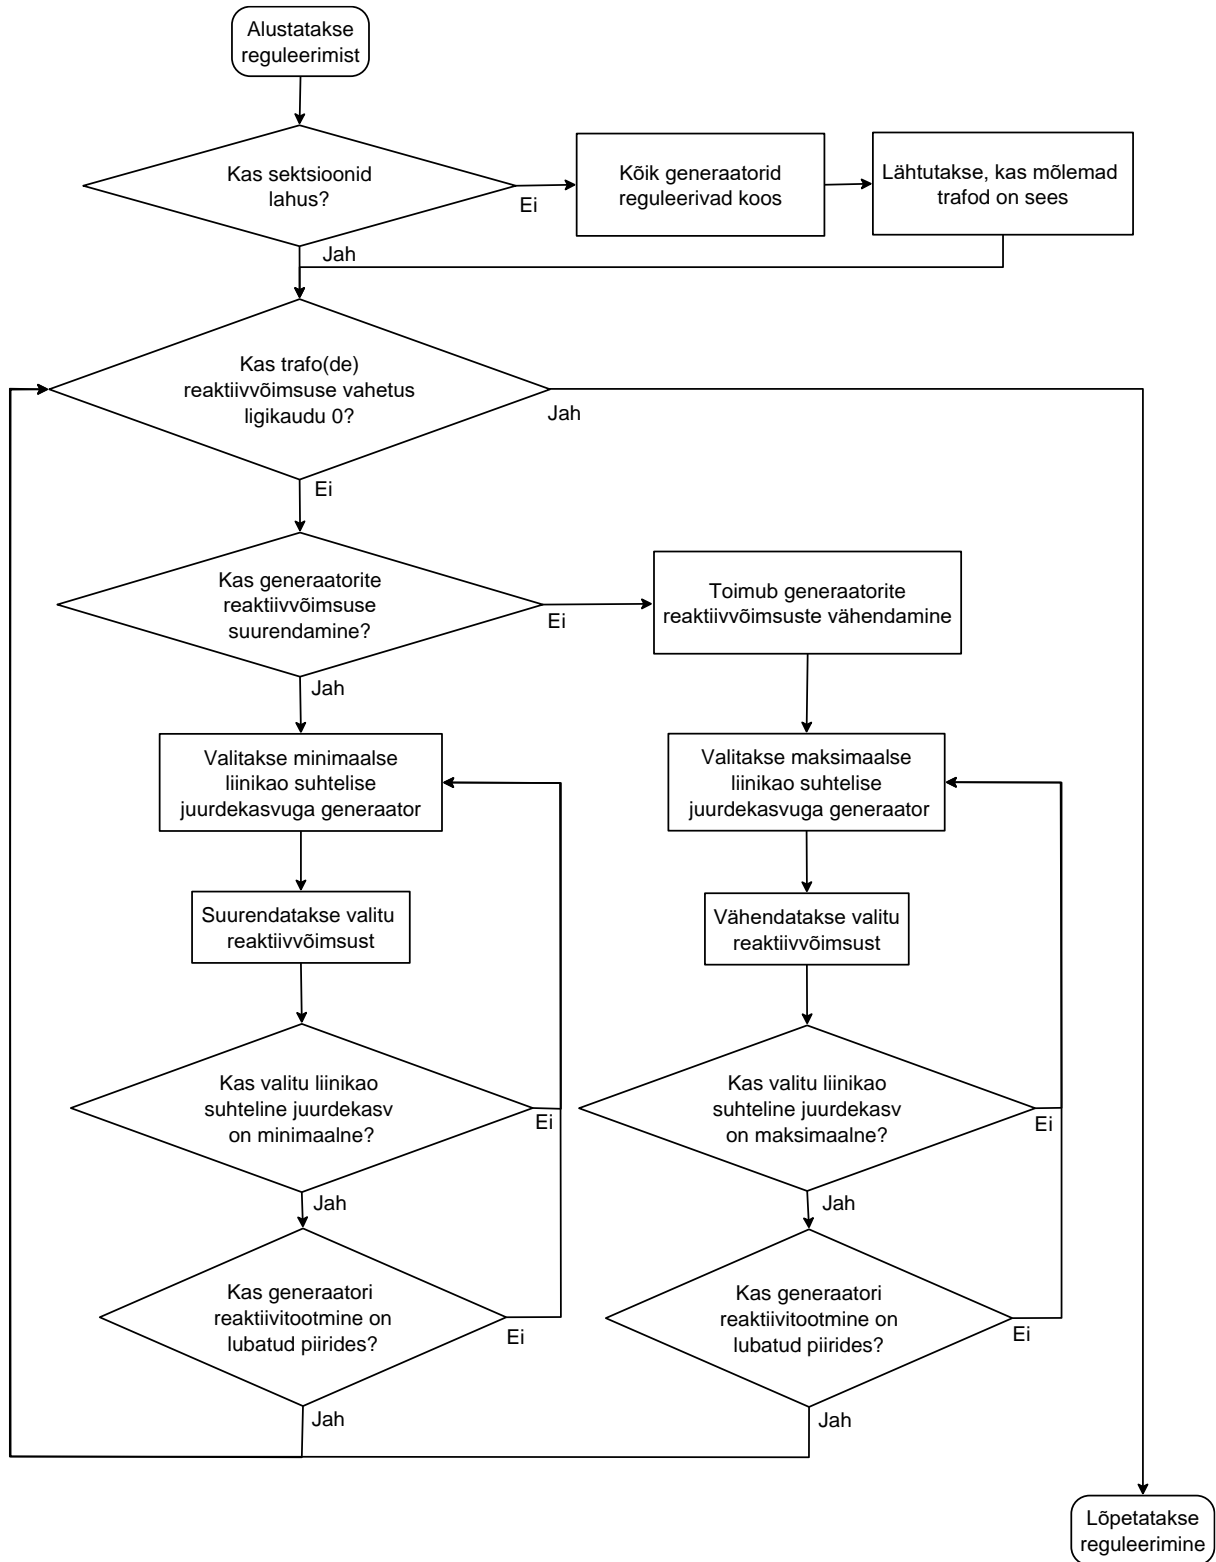 Alustatakse
reguleerimist
Kas sektsioonid
lahus?
Ei
Kõik generaatorid
reguleerivad koos
Lähtutakse, kas mõlemad
trafod on sees
Jah
Kas trafo(de)
reaktiivvõimsuse vahetus
ligikaudu 0?
Jah
Ei
Kas generaatorite
reaktiivvõimsuse
suurendamine?
Ei
Toimub generaatorite
reaktiivvõimsuste vähendamine
Jah
Valitakse minimaalse
liinikao suhtelise
juurdekasvuga generaator
Valitakse maksimaalse
liinikao suhtelise
juurdekasvuga generaator
Suurendatakse valitu
reaktiivvõimsust
Vähendatakse valitu
reaktiivvõimsust
Kas valitu liinikao
suhteline juurdekasv
on minimaalne?
Ei
Kas valitu liinikao
suhteline juurdekasv
on maksimaalne?
Ei
Jah
Jah
Kas generaatori
reaktiivitootmine on
lubatud piirides?
Ei
Kas generaatori
reaktiivitootmine on
lubatud piirides?
Ei
Jah
Jah
Lõpetatakse
reguleerimine